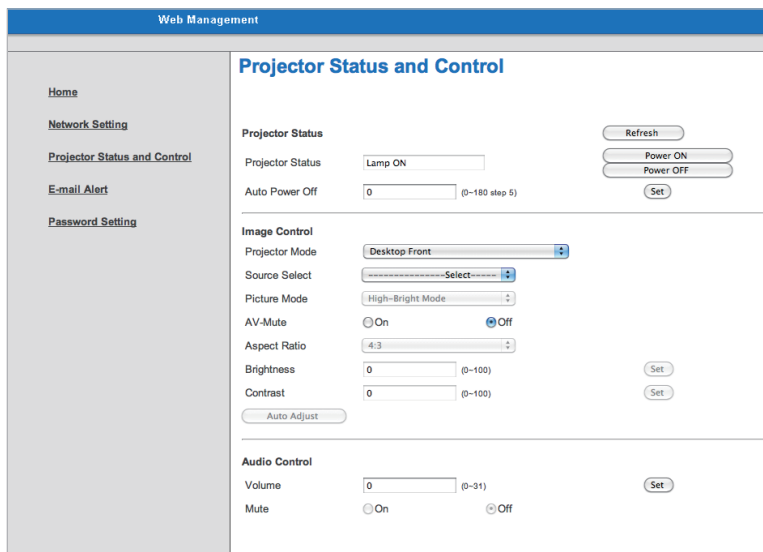 Web Management
Projector Status and Control
Home
Network Setting
Projector Status and Control
E-mail Alert
Password Setting
Projector Status Refresh
Projector Status Lamp ON Power ON
Power OFF
Auto Power Off 0 (0~180 step 5) Set
Image Control
Projector Mode Desktop Front
Source Select ---------------Select-----
Picture Mode High-Bright Mode
AV-Mute On Off
Aspect Ratio 4:3
Brightness 0 (0~100) Set
Contrast 0 (0~100) Set
Auto Adjust
Audio Control
Volume 0 (0~31) Set
Mute On Off